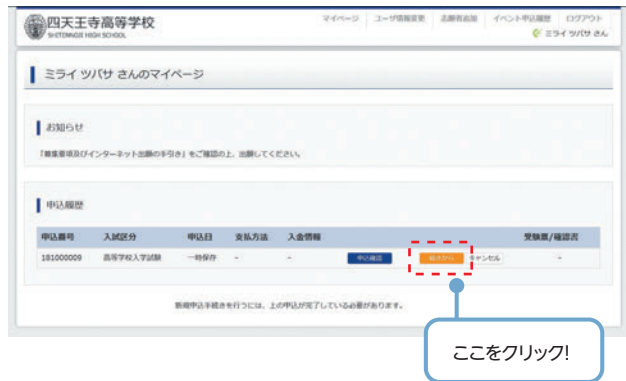 四天王寺高等学校
SHITENNOJI HIGH SCHOOL
マイページ ユーザ情報変更 志願者追加 イベント申込履歴 ログアウト
ミライ ツバサ さん
ミライ ツバサ さんのマイページ
お知らせ
「募集要項及びインターネット出願の手引き」をご確認の上、出願してください。
申込履歴
申込番号 入試区分 申込日 支払方法 入金情報 受験票/確認書
181000009 高等学校入学試験 一時保存 - - 申込確認 続きから キャンセル -
新規申込手続きを行うには、上の申込が完了している必要があります。
ここをクリック!